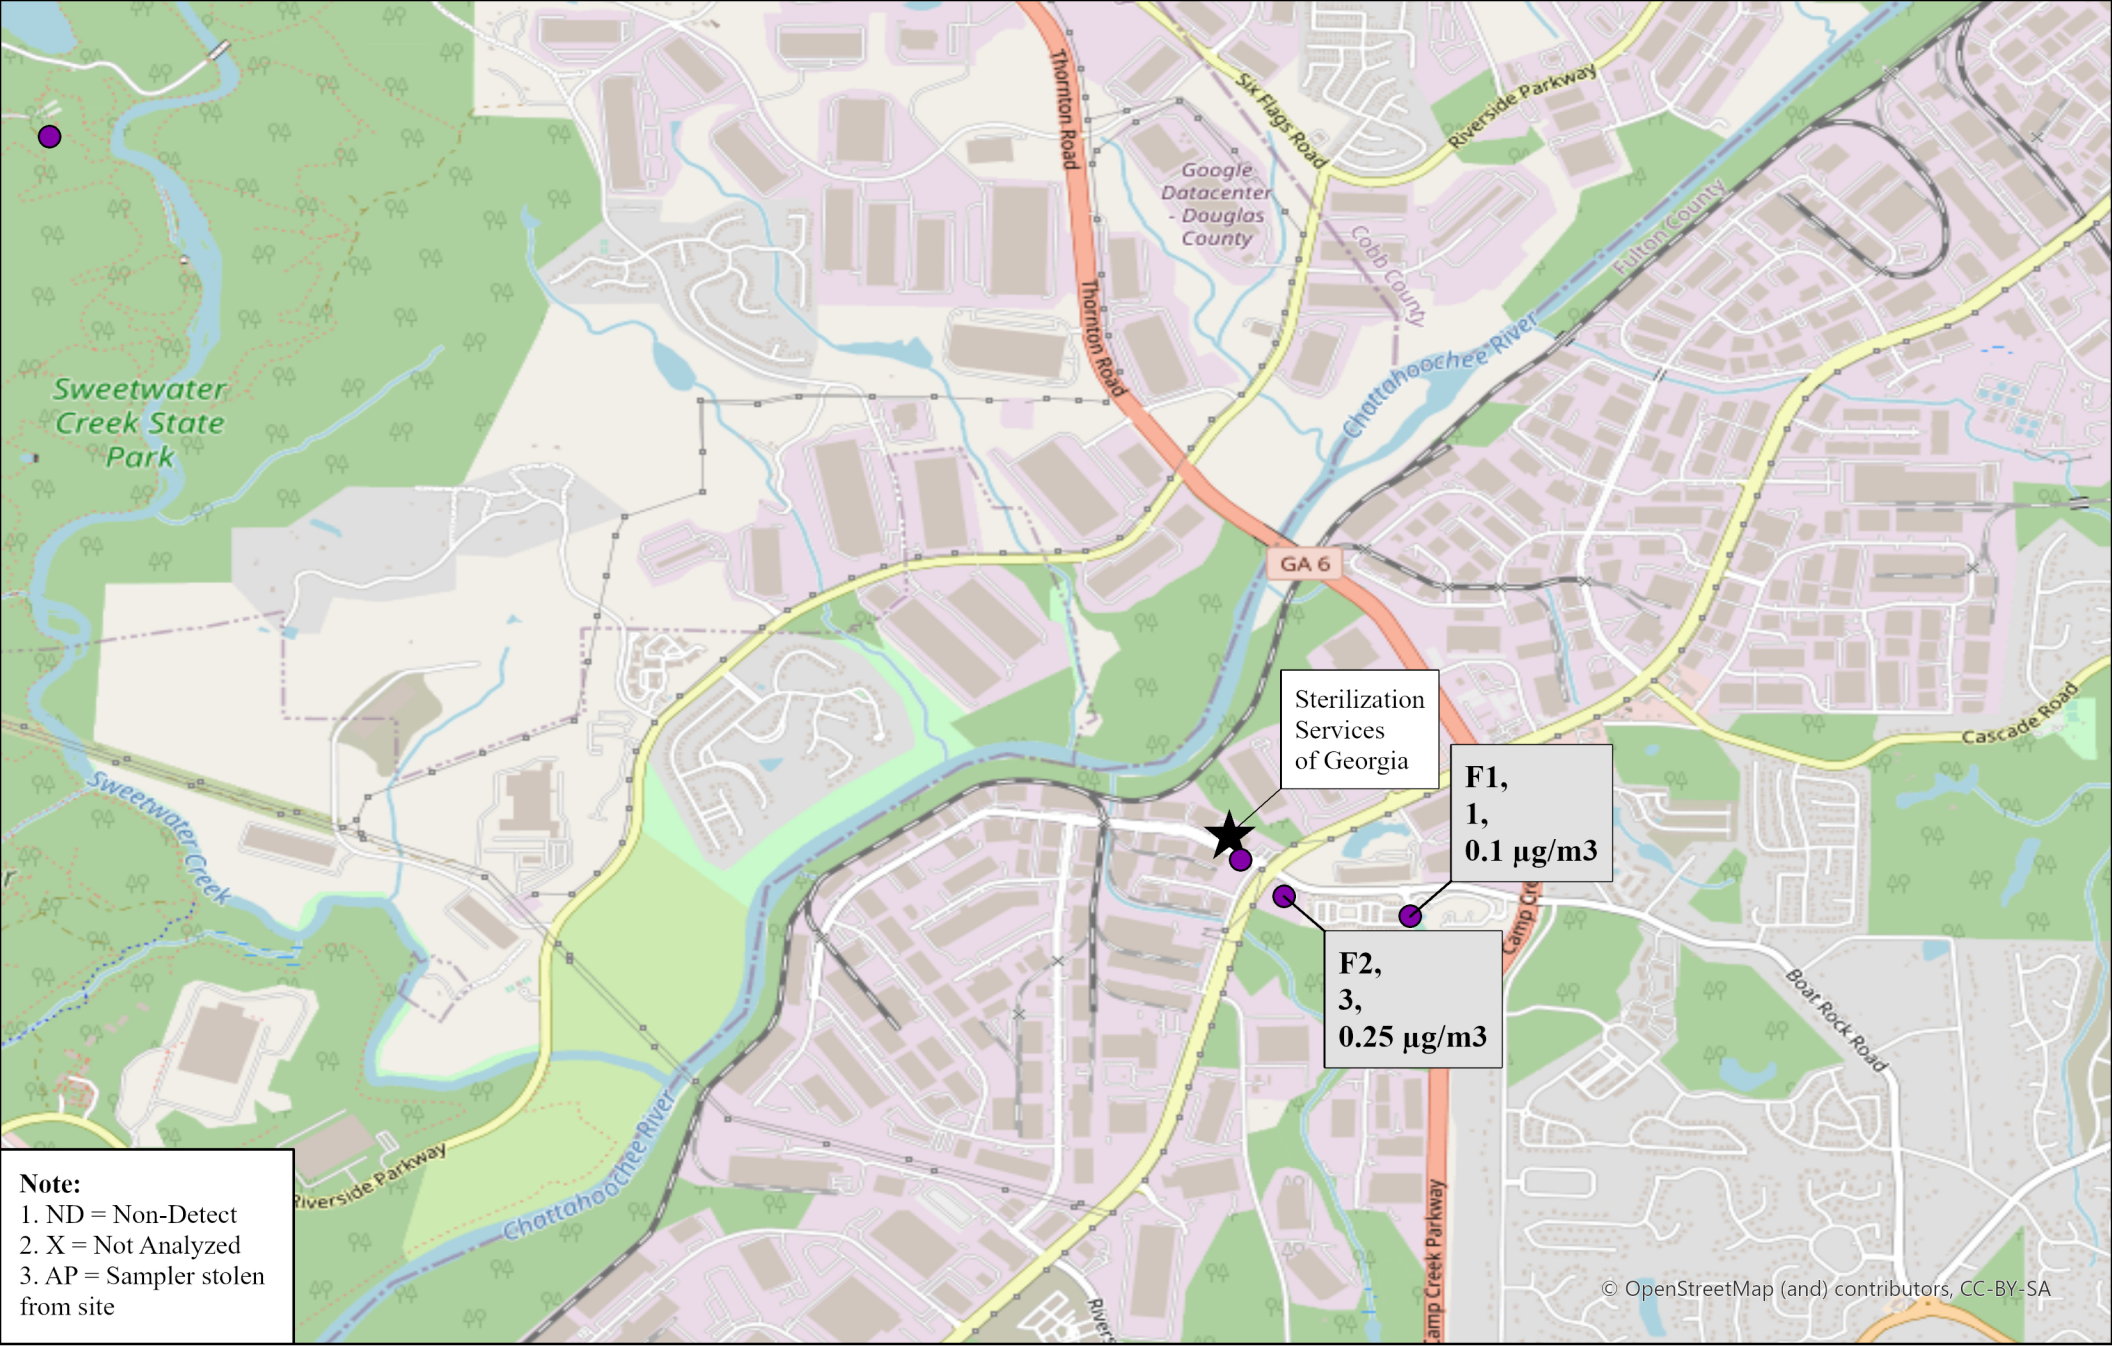 Thornton Road
Six Flags Road
Riverside Parkway
Google
Datacenter
- Douglas
County
Cobb County
Fulton County
Thornton Road
Chattahoochee River
Sweetwater
Creek State
Park
GA 6
Sterilization
Services
of Georgia
Cascade Road
F1,
1,
0.1 µg/m3
Sweetwater Creek
r
Camp Cre
F2,
3,
0.25 µg/m3
Boat Rock Road
Riverside Parkway
Chattahoochee River
amp Creek Parkway
Rivers
Note:
1. ND = Non-Detect
2. X = Not Analyzed
3. AP = Sampler stolen
from site
© OpenStreetMap (and) contributors, CC-BY-SA